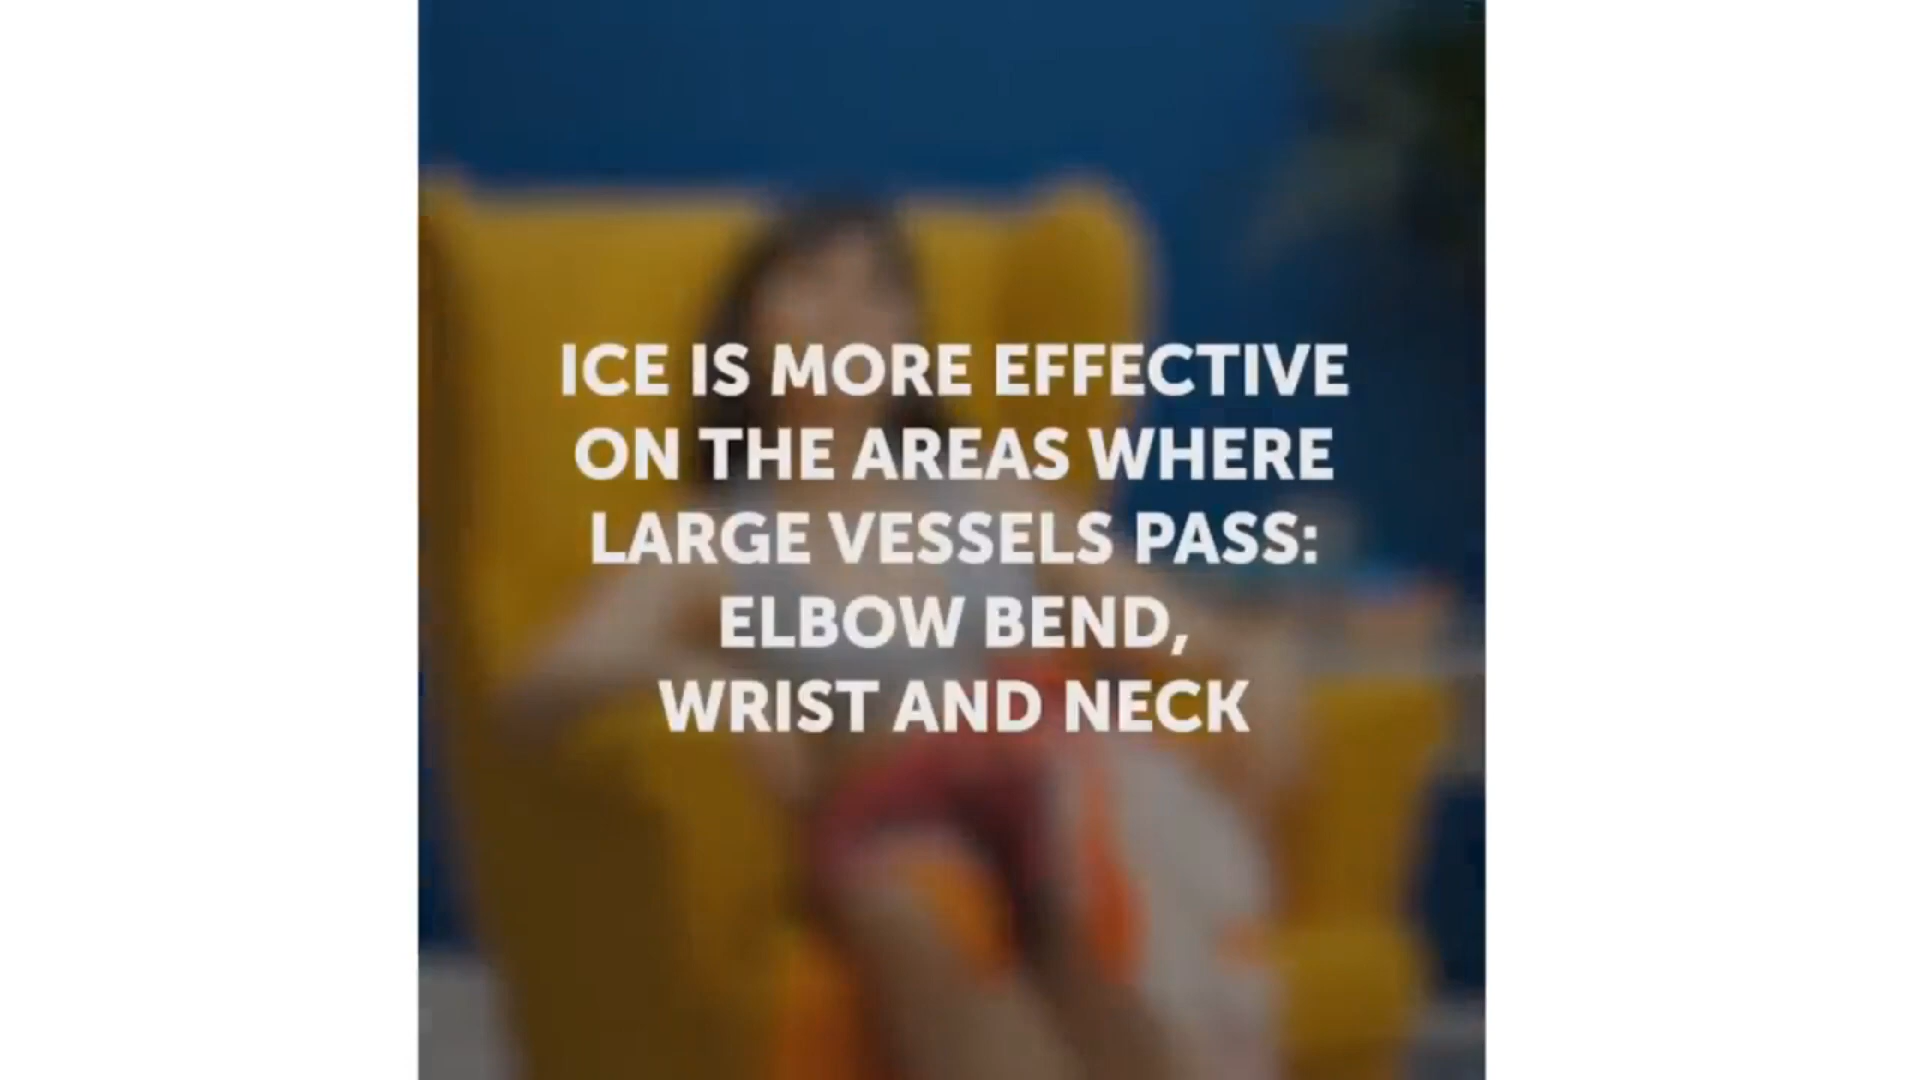 ICE IS MORE EFFECTIVE
ON THE AREAS WHERE
LARGE VESSELS PASS:
ELBOW BEND,
WRIST AND NECK